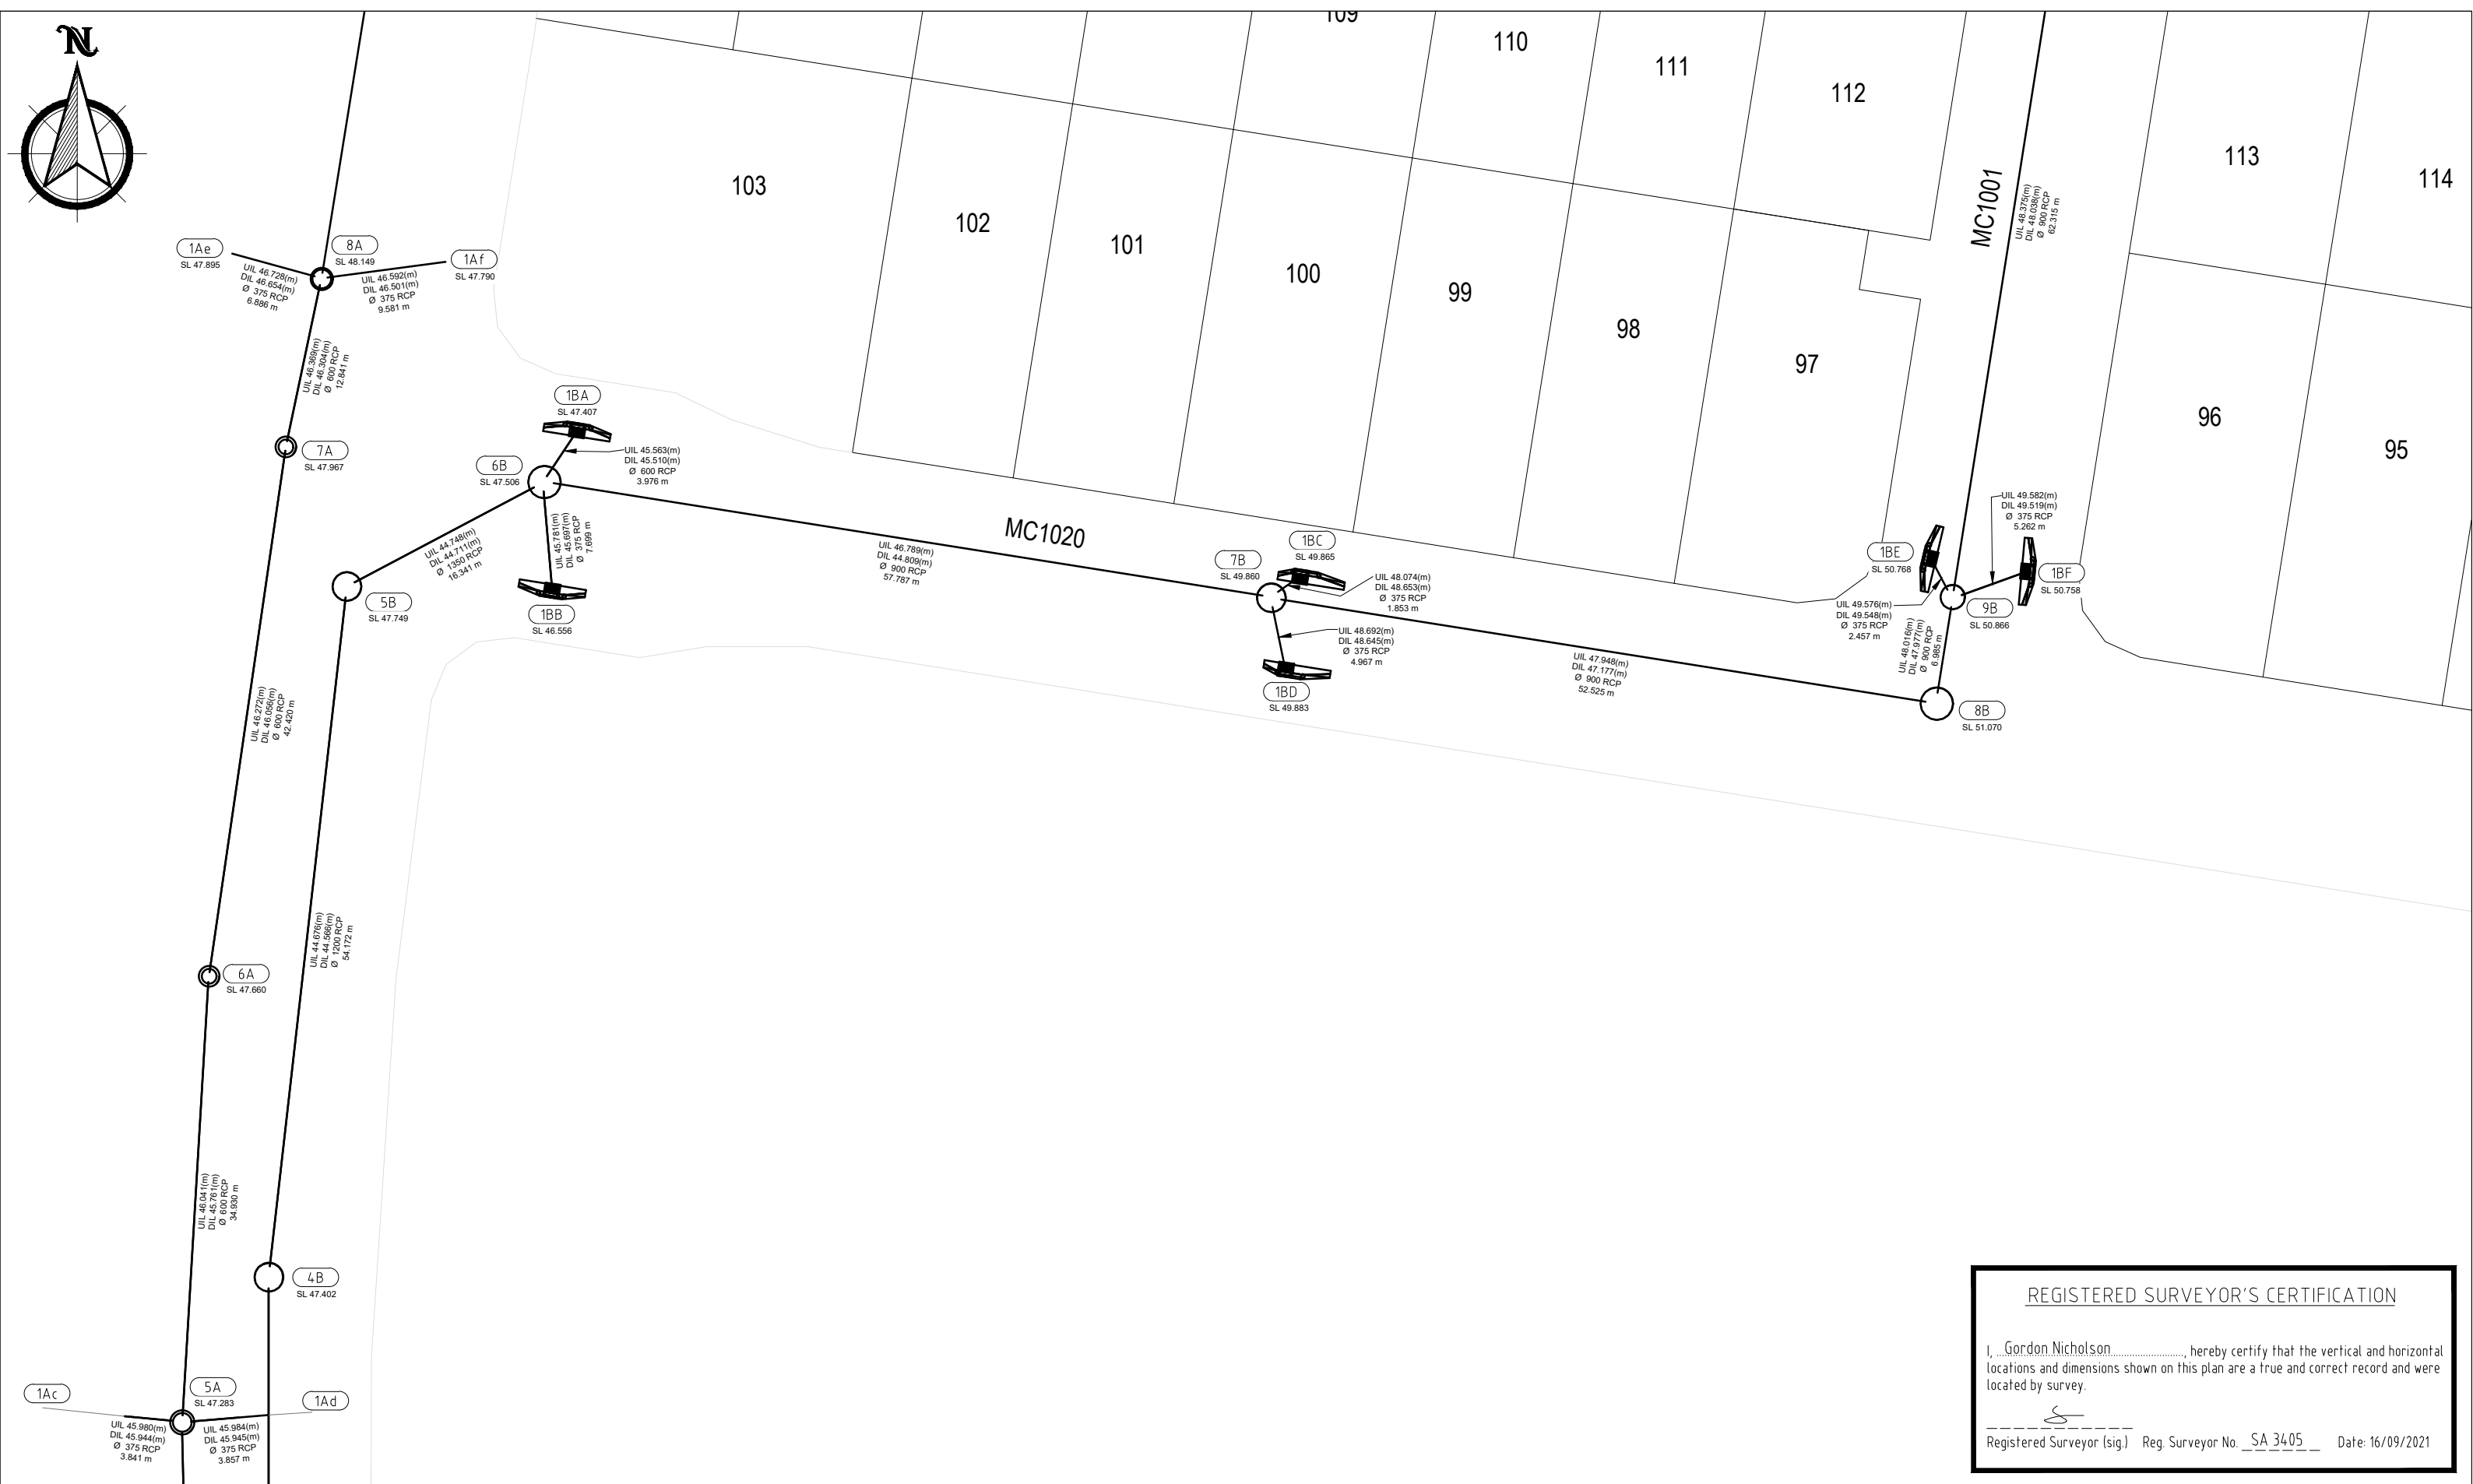 N
109
110
111
112
113
114
103
102
101
100
99
98
97
96
95
MC1001
UIL 48.375(m)
DIL 48.038(m)
Ø 900 RCP
62.315 m
1Ae
SL 47.895
8A
SL 48.149
1Af
SL 47.790
UIL 46.728(m)
DIL 46.654(m)
Ø 375 RCP
6.886 m
UIL 46.592(m)
DIL 46.501(m)
Ø 375 RCP
9.581 m
UIL 46.369(m)
DIL 46.304(m)
Ø 600 RCP
12.841 m
7A
SL 47.967
1BA
SL 47.407
6B
SL 47.506
UIL 45.563(m)
DIL 45.510(m)
Ø 600 RCP
3.976 m
UIL 44.748(m)
DIL 44.711(m)
Ø 1350 RCP
16.341 m
UIL 45.781(m)
DIL 45.697(m)
Ø 375 RCP
7.699 m
5B
SL 47.749
1BB
SL 46.556
MC1020
UIL 46.789(m)
DIL 44.809(m)
Ø 900 RCP
57.787 m
7B
SL 49.860
1BC
SL 49.865
UIL 48.074(m)
DIL 48.653(m)
Ø 375 RCP
1.853 m
UIL 48.692(m)
DIL 48.645(m)
Ø 375 RCP
4.967 m
1BD
SL 49.883
UIL 47.948(m)
DIL 47.177(m)
Ø 900 RCP
52.525 m
1BE
SL 50.768
UIL 49.582(m)
DIL 49.519(m)
Ø 375 RCP
5.262 m
1BF
SL 50.758
UIL 49.576(m)
DIL 49.548(m)
Ø 375 RCP
2.457 m
9B
SL 50.866
UIL 48.016(m)
DIL 47.977(m)
Ø 900 RCP
6.985 m
8B
SL 51.070
UIL 46.272(m)
DIL 46.056(m)
Ø 600 RCP
42.420 m
UIL 44.676(m)
DIL 44.566(m)
Ø 1200 RCP
54.172 m
6A
SL 47.660
UIL 46.041(m)
DIL 45.761(m)
Ø 600 RCP
34.930 m
4B
SL 47.402
1Ac
5A
SL 47.283
1Ad
UIL 45.980(m)
DIL 45.944(m)
Ø 375 RCP
3.841 m
UIL 45.984(m)
DIL 45.945(m)
Ø 375 RCP
3.857 m
REGISTERED SURVEYOR'S CERTIFICATION
I, Gordon Nicholson, hereby certify that the vertical and horizontal
locations and dimensions shown on this plan are a true and correct record and were
located by survey.
Registered Surveyor (sig.) Reg. Surveyor No. SA 3405 Date: 16/09/2021